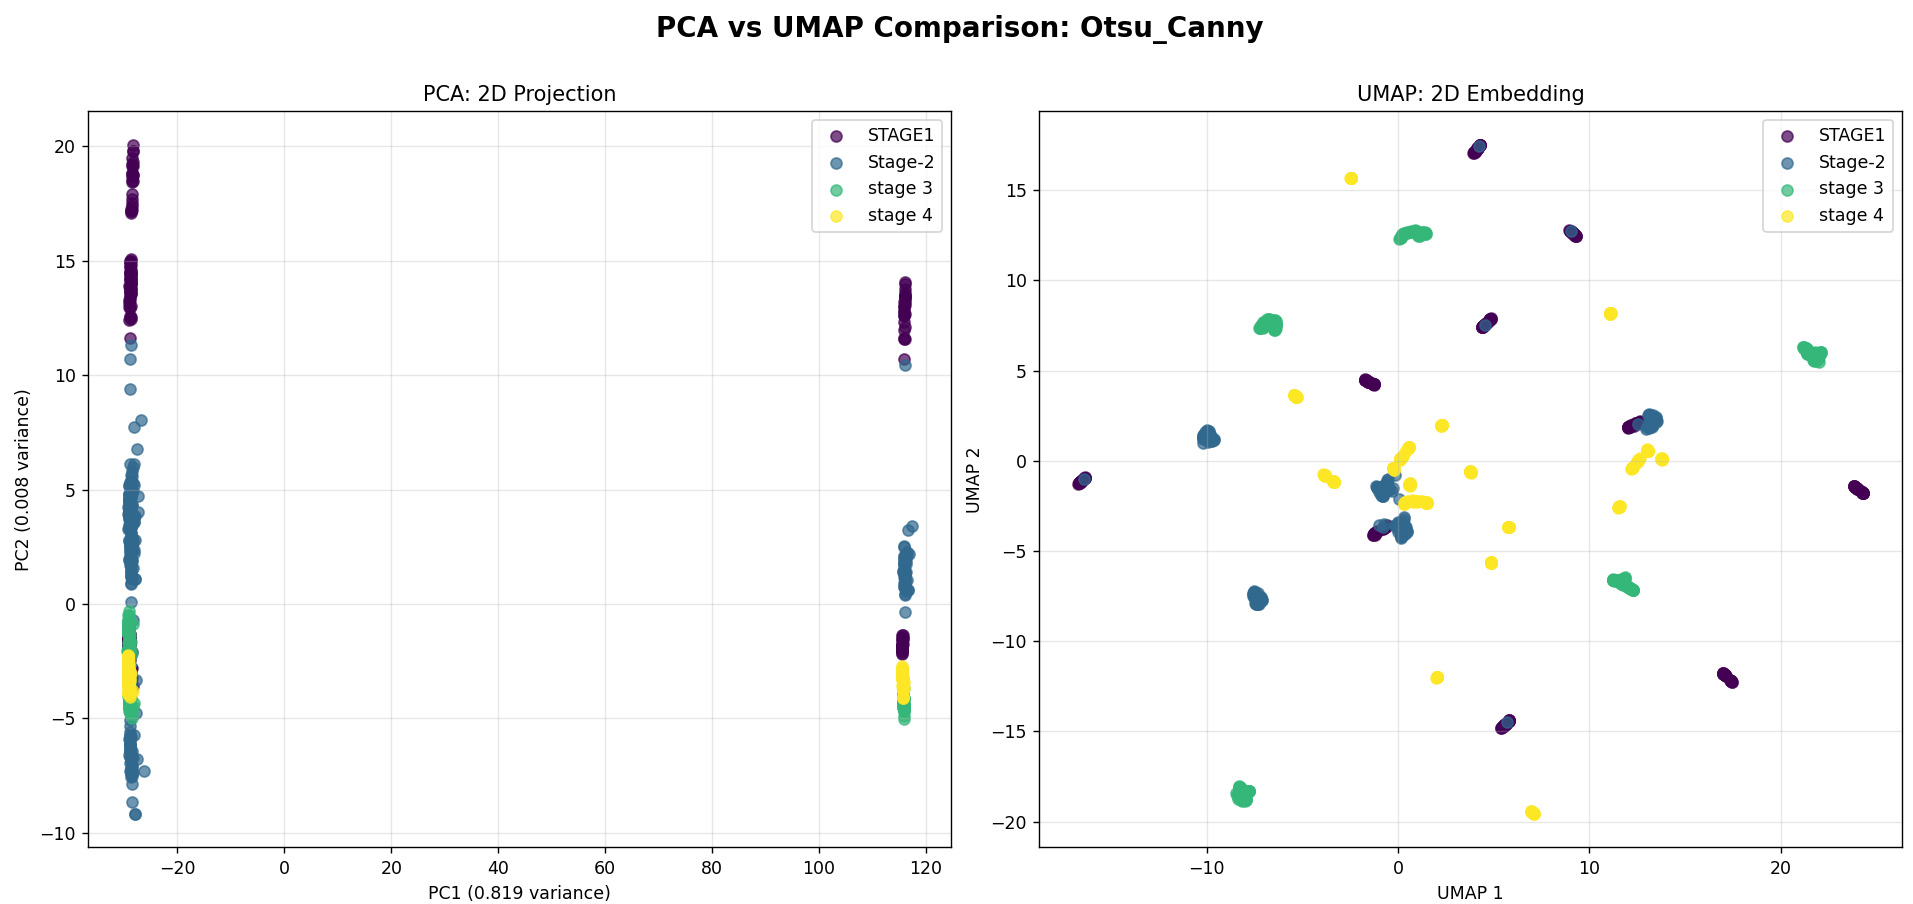 PCA vs UMAP Comparison: Otsu_Canny
PCA: 2D Projection
20
15
10
5
0
−5
−10
PC2 (0.008 variance)
STAGE1
Stage-2
stage 3
stage 4
−20
0
20
40
60
80
100
120
PC1 (0.819 variance)
UMAP: 2D Embedding
15
10
5
0
−5
−10
−15
−20
UMAP 2
STAGE1
Stage-2
stage 3
stage 4
−10
0
10
20
UMAP 1